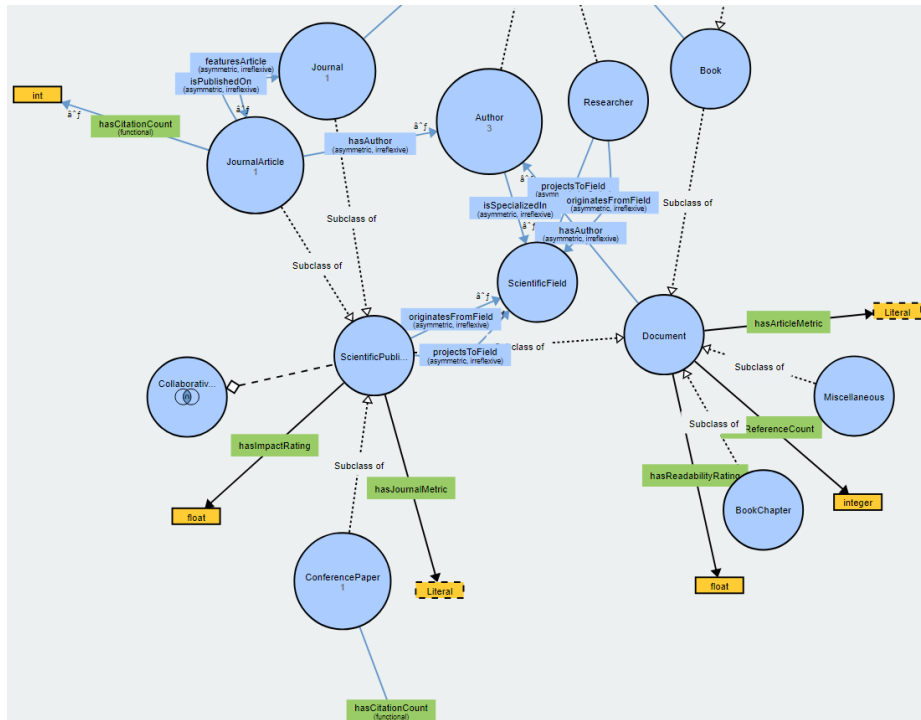 featuresArticle
(asymmetric, irreflexive)
isPublishedOn
(asymmetric, irreflexive)
Journal
1
Book
int
hasCitationCount
(functional)
JournalArticle
1
hasAuthor
(asymmetric, irreflexive)
Author
3
Researcher
projectsToField
originatesFromField
(asymmetric, irreflexive)
isSpecializedIn
(asymmetric, irreflexive)
hasAuthor
(asymmetric, irreflexive)
Subclass of
Subclass of
Subclass of
ScientificField
originatesFromField
(asymmetric, irreflexive)
projectsToField
(asymmetric, irreflexive)
ScientificPubli...
Document
hasArticleMetric
Literal
Subclass of
Miscellaneous
Collaborativ...
Subclass of
ReferenceCount
hasImpactRating
Subclass of
hasJournalMetric
hasReadabilityRating
BookChapter
integer
float
ConferencePaper
1
Literal
float
hasCitationCount
(functional)